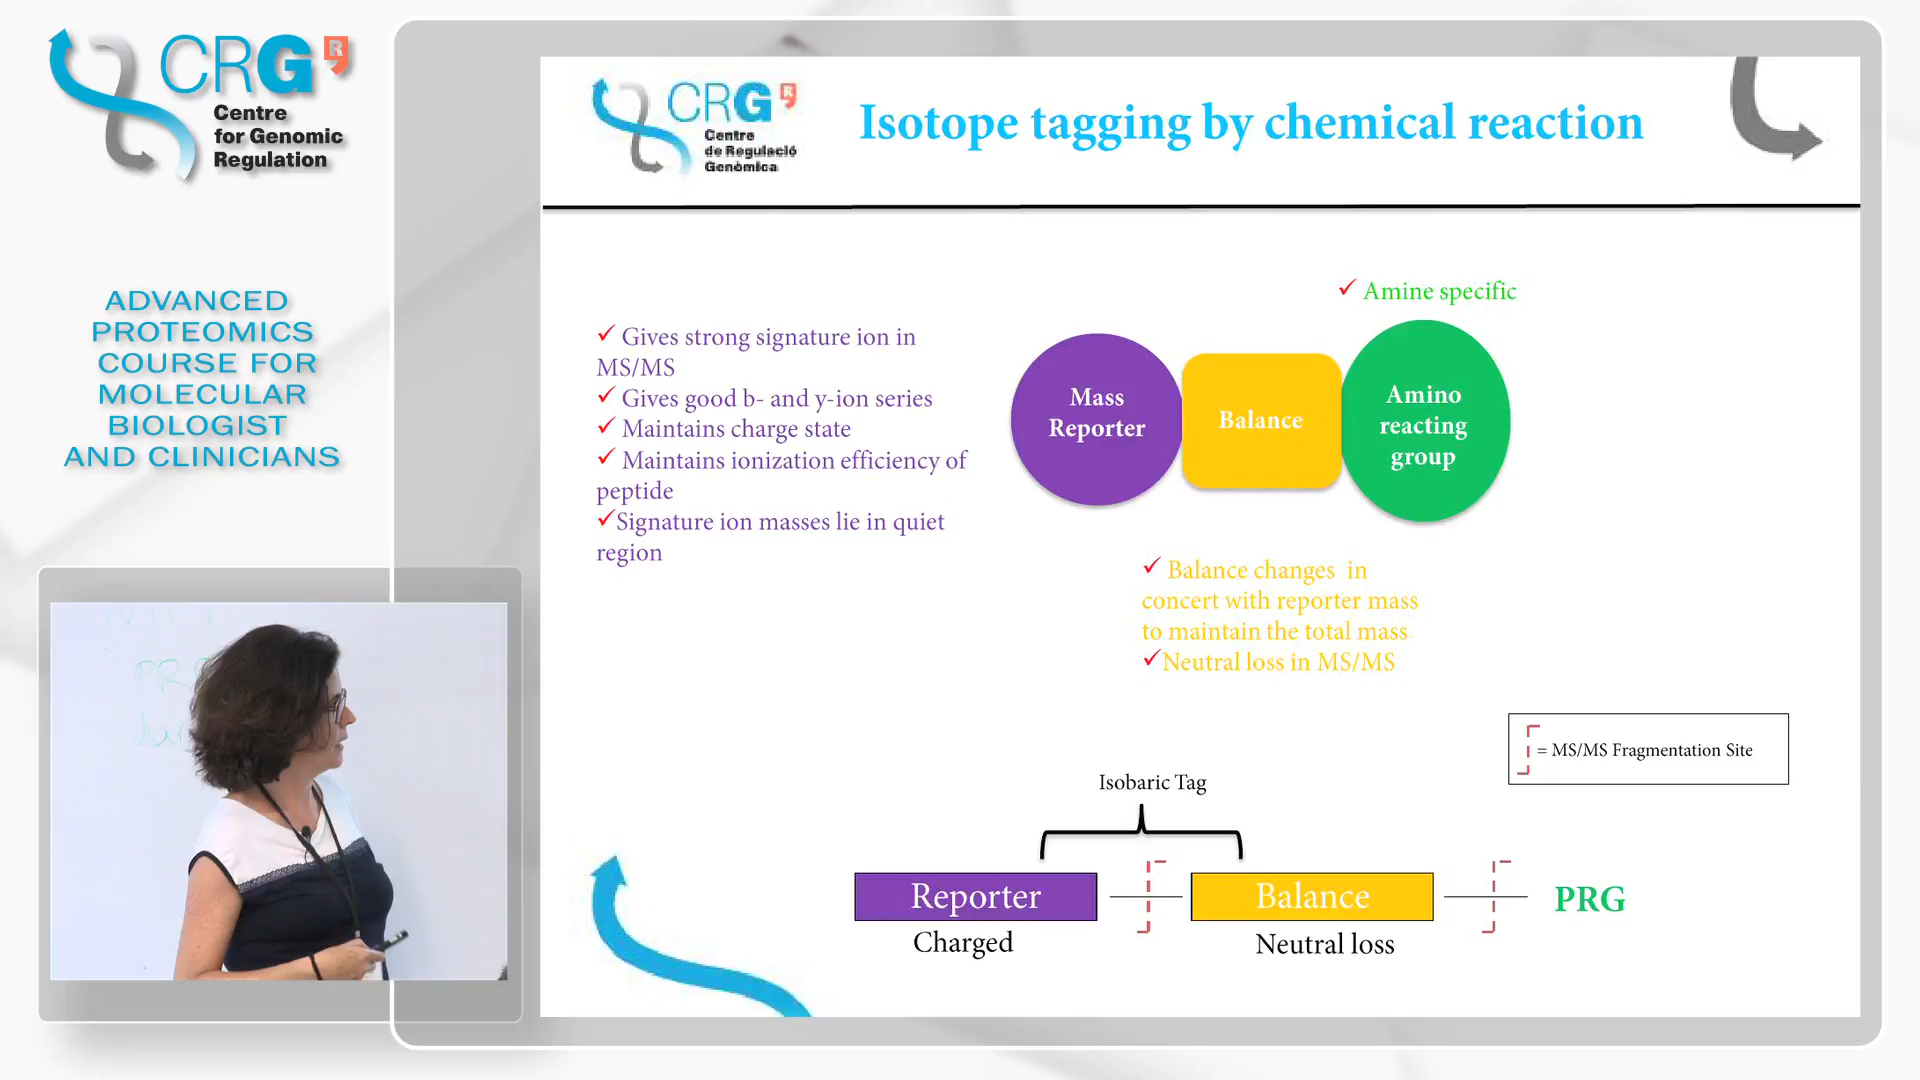 CRG
R
Centre
for Genomic
Regulation
ADVANCED
PROTEOMICS
COURSE FOR
MOLECULAR
BIOLOGIST
AND CLINICIANS
CRG
R
Centre
de Regulació
Genòmica
Isotope tagging by chemical reaction
✓ Amine specific
✓ Gives strong signature ion in
MS/MS
✓ Gives good b- and y-ion series
✓ Maintains charge state
✓ Maintains ionization efficiency of
peptide
✓Signature ion masses lie in quiet
region
Mass
Reporter
Balance
Amino
reacting
group
✓ Balance changes in
concert with reporter mass
to maintain the total mass
✓Neutral loss in MS/MS
= MS/MS Fragmentation Site
Isobaric Tag
Reporter
Balance
PRG
Charged
Neutral loss